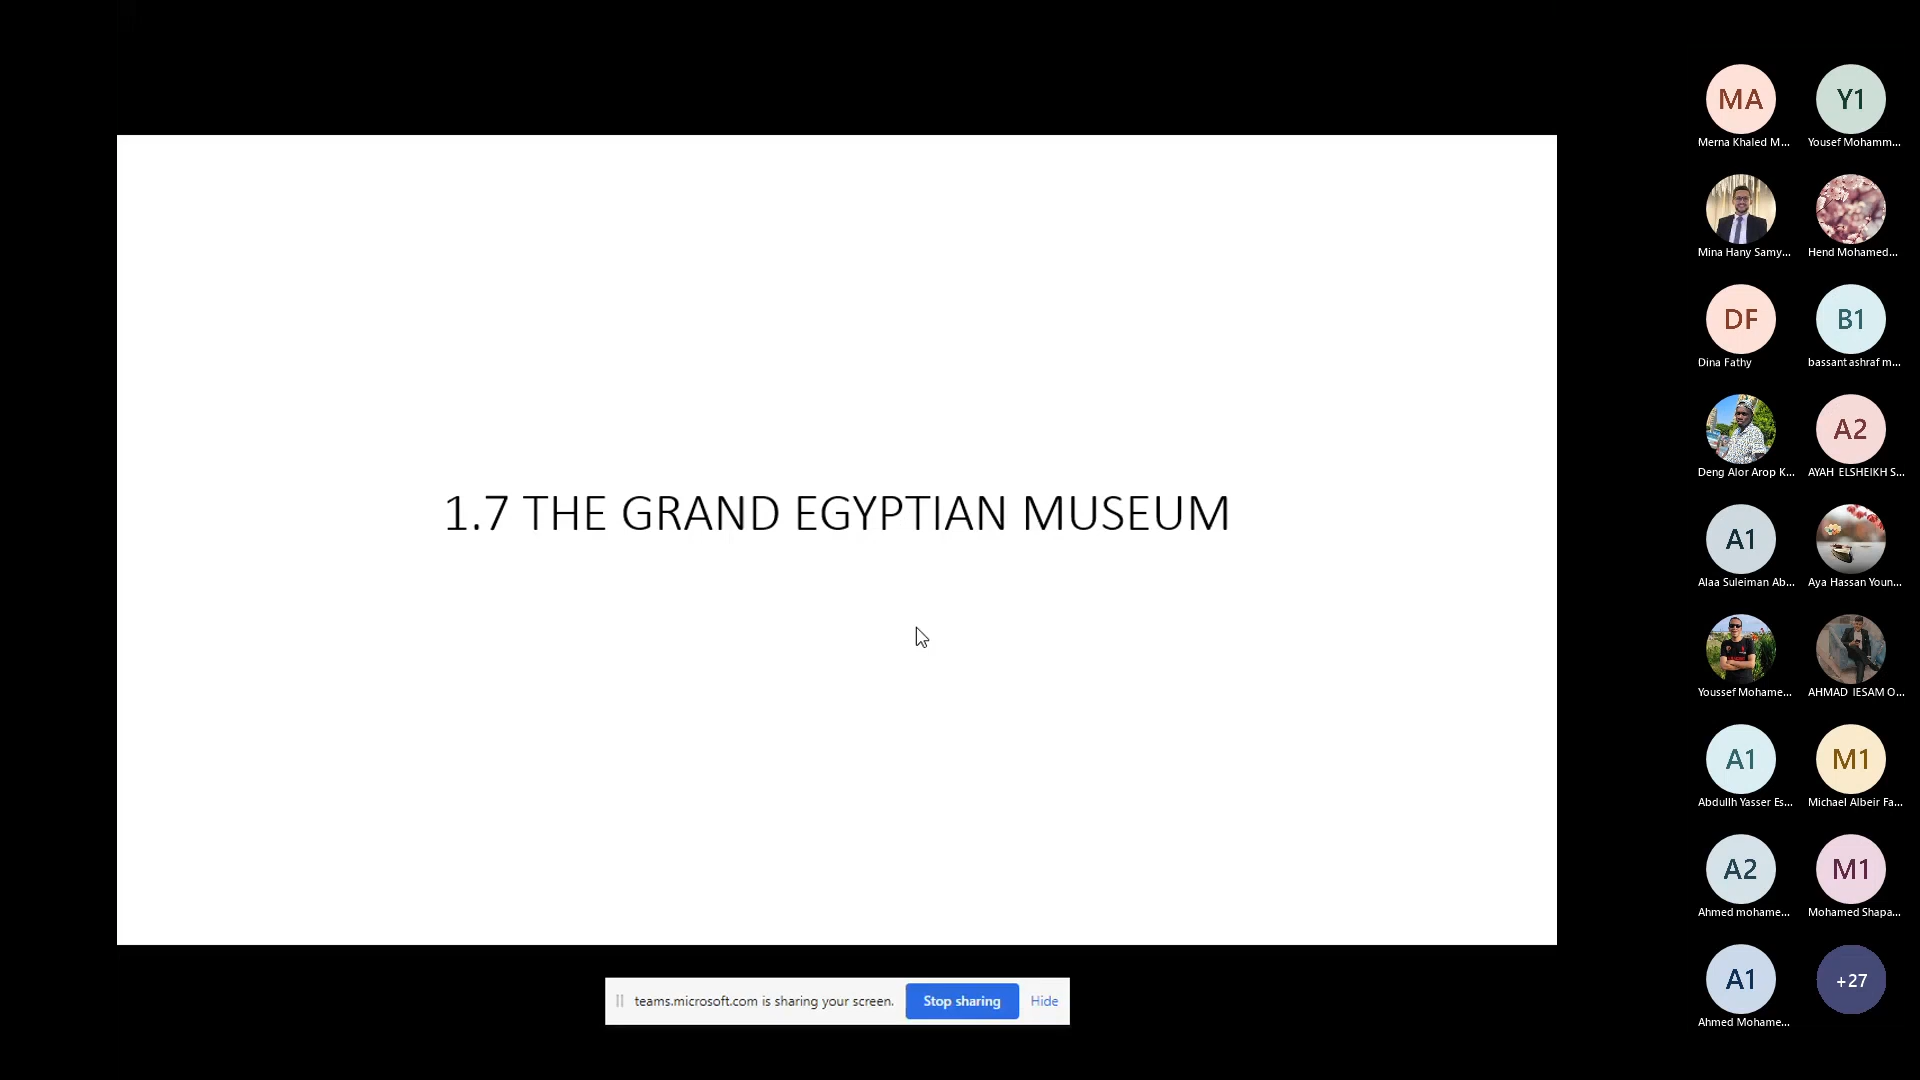 MA
Y1
Merna Khaled M...
Yousef Mohamm...
Mina Hany Samy...
Hend Mohamed...
DF
B1
Dina Fathy
bassant ashraf m...
A2
Deng Alor Arop K...
AYAH ELSHEIKH S...
1.7 THE GRAND EGYPTIAN MUSEUM
A1
Alaa Suleiman Ab...
Aya Hassan Youn...
Youssef Mohame...
AHMAD IESAM O...
A1
M1
Abdullh Yasser Es...
Michael Albeir Fa...
A2
M1
Ahmed mohame...
Mohamed Shapa...
A1
+27
Ahmed Mohame...
teams.microsoft.com is sharing your screen.
Stop sharing
Hide